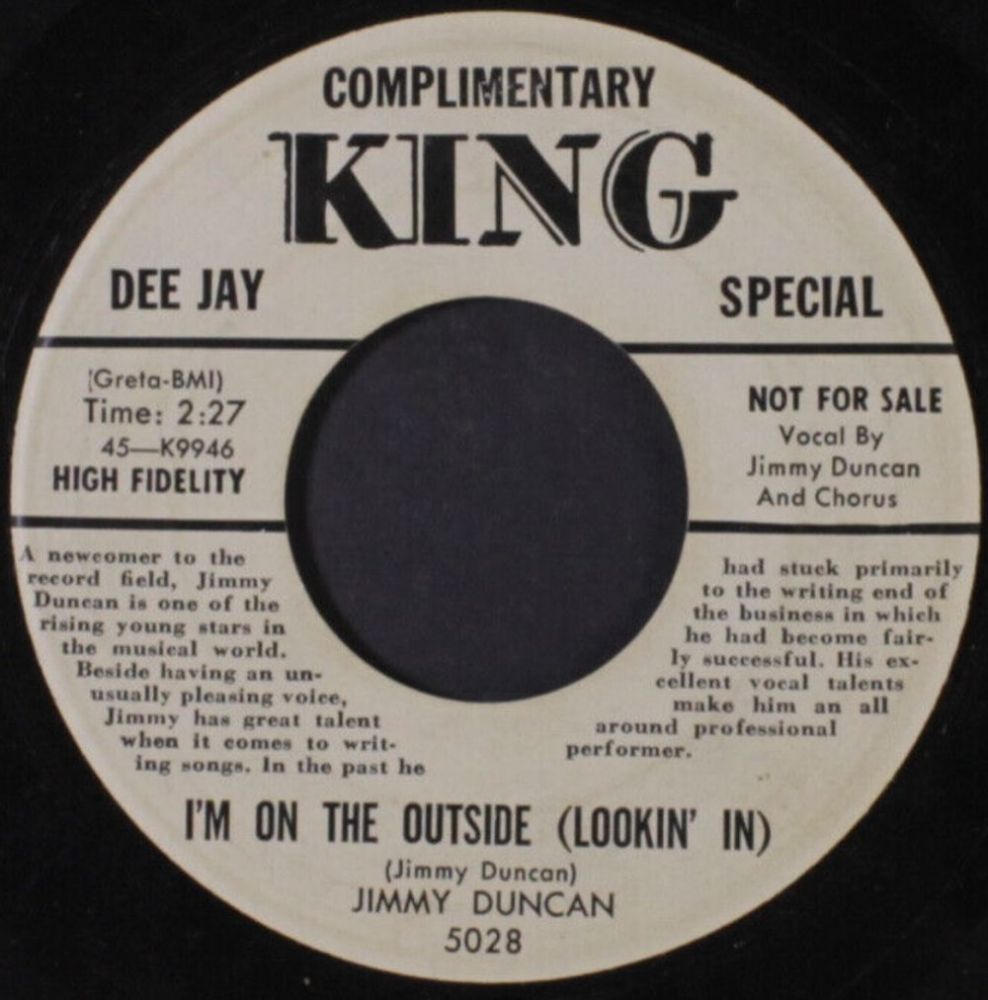 COMPLIMENTARY
KING
DEE JAY
SPECIAL
(Greta-BMI)
Time: 2:27
45—K9946
HIGH FIDELITY
NOT FOR SALE
Vocal By
Jimmy Duncan
And Chorus
A newcomer to the
record field, Jimmy
Duncan is one of the
rising young stars in
the musical world.
Beside having an un-
usually pleasing voice,
Jimmy has great talent
when it comes to writ-
ing songs. In the past he
had stuck primarily
to the writing end of
the business in which
he had become fair-
ly successful. His ex-
cellent vocal talents
make him an all
around professional
performer.
I'M ON THE OUTSIDE (LOOKIN' IN)
(Jimmy Duncan)
JIMMY DUNCAN
5028